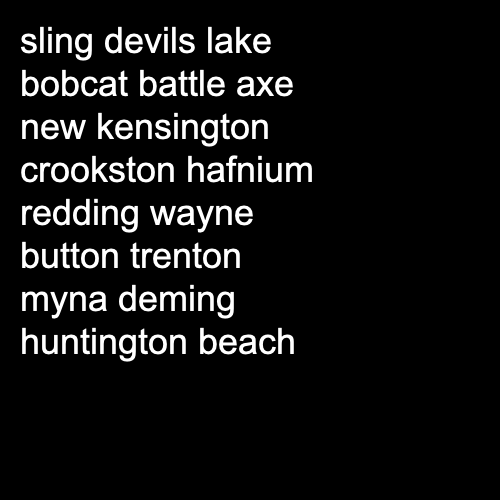 sling devils lake
bobcat battle axe
new kensington
crookston hafnium
redding wayne
button trenton
myna deming
huntington beach